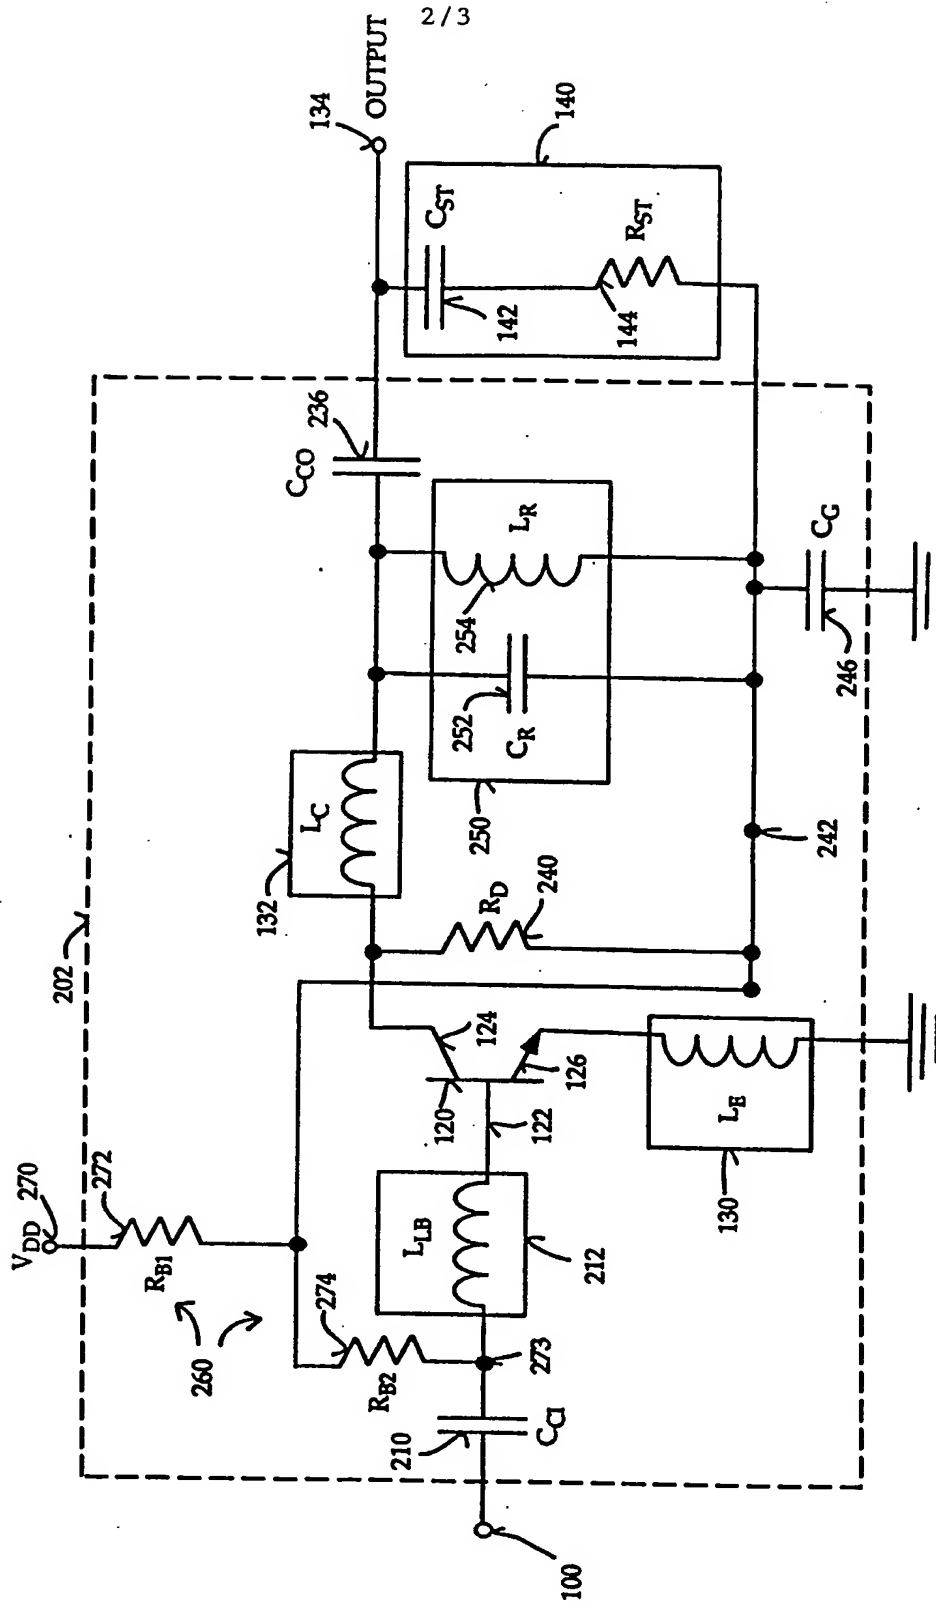 2/3
202
V_DD
270
272
R_B1
260
274
R_B2
273
210
C_CI
100
L_LB
212
122
120
124
126
L_E
130
132
L_C
R_D
240
242
250
252
C_R
254
L_R
C_CO
236
246
C_G
134
OUTPUT
C_ST
142
144
R_ST
140